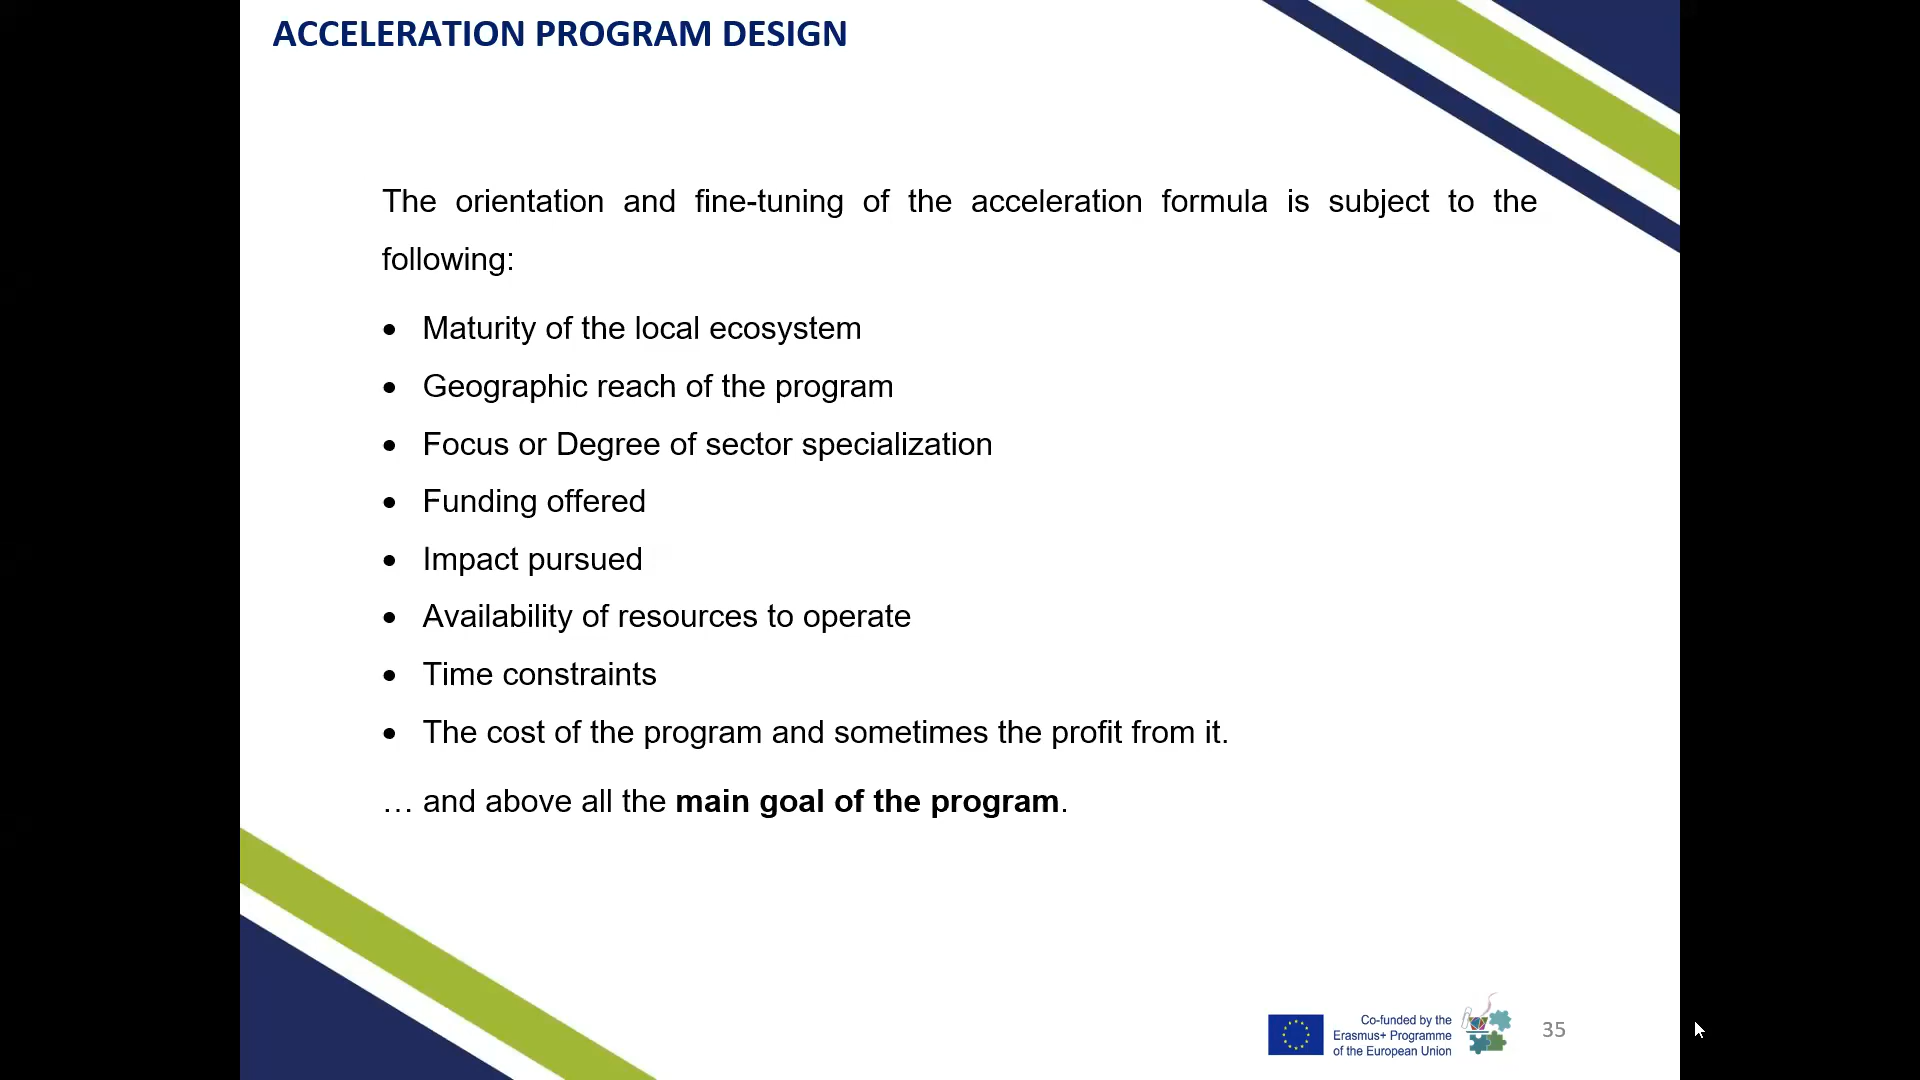 ACCELERATION PROGRAM DESIGN
The orientation and fine-tuning of the acceleration formula is subject to the
following:
• Maturity of the local ecosystem
• Geographic reach of the program
• Focus or Degree of sector specialization
• Funding offered
• Impact pursued
• Availability of resources to operate
• Time constraints
• The cost of the program and sometimes the profit from it.
… and above all the main goal of the program.
Co-funded by the
Erasmus+ Programme
of the European Union
35